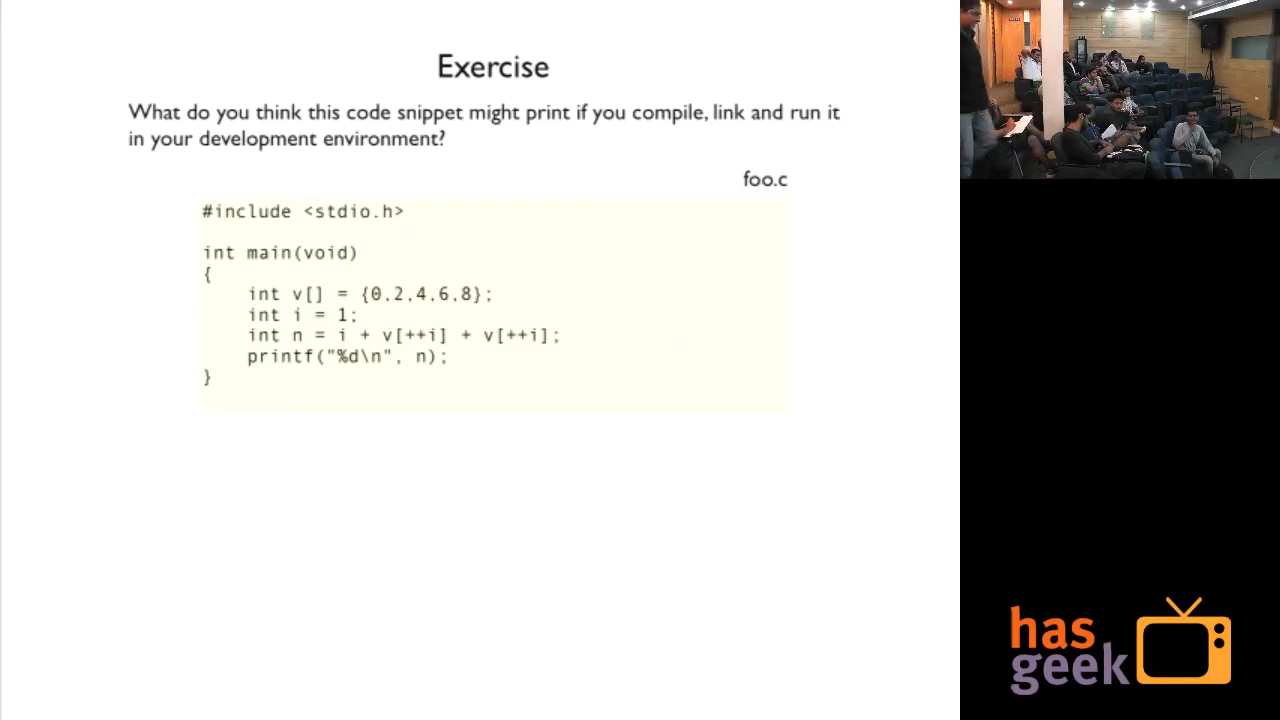 Exercise
What do you think this code snippet might print if you compile, link and run it
in your development environment?
foo.c
#include <stdio.h>
int main(void)
{
    int v[] = {0,2,4,6,8};
    int i = 1;
    int n = i + v[++i] + v[++i];
    printf("%d\n", n);
}
has
geek